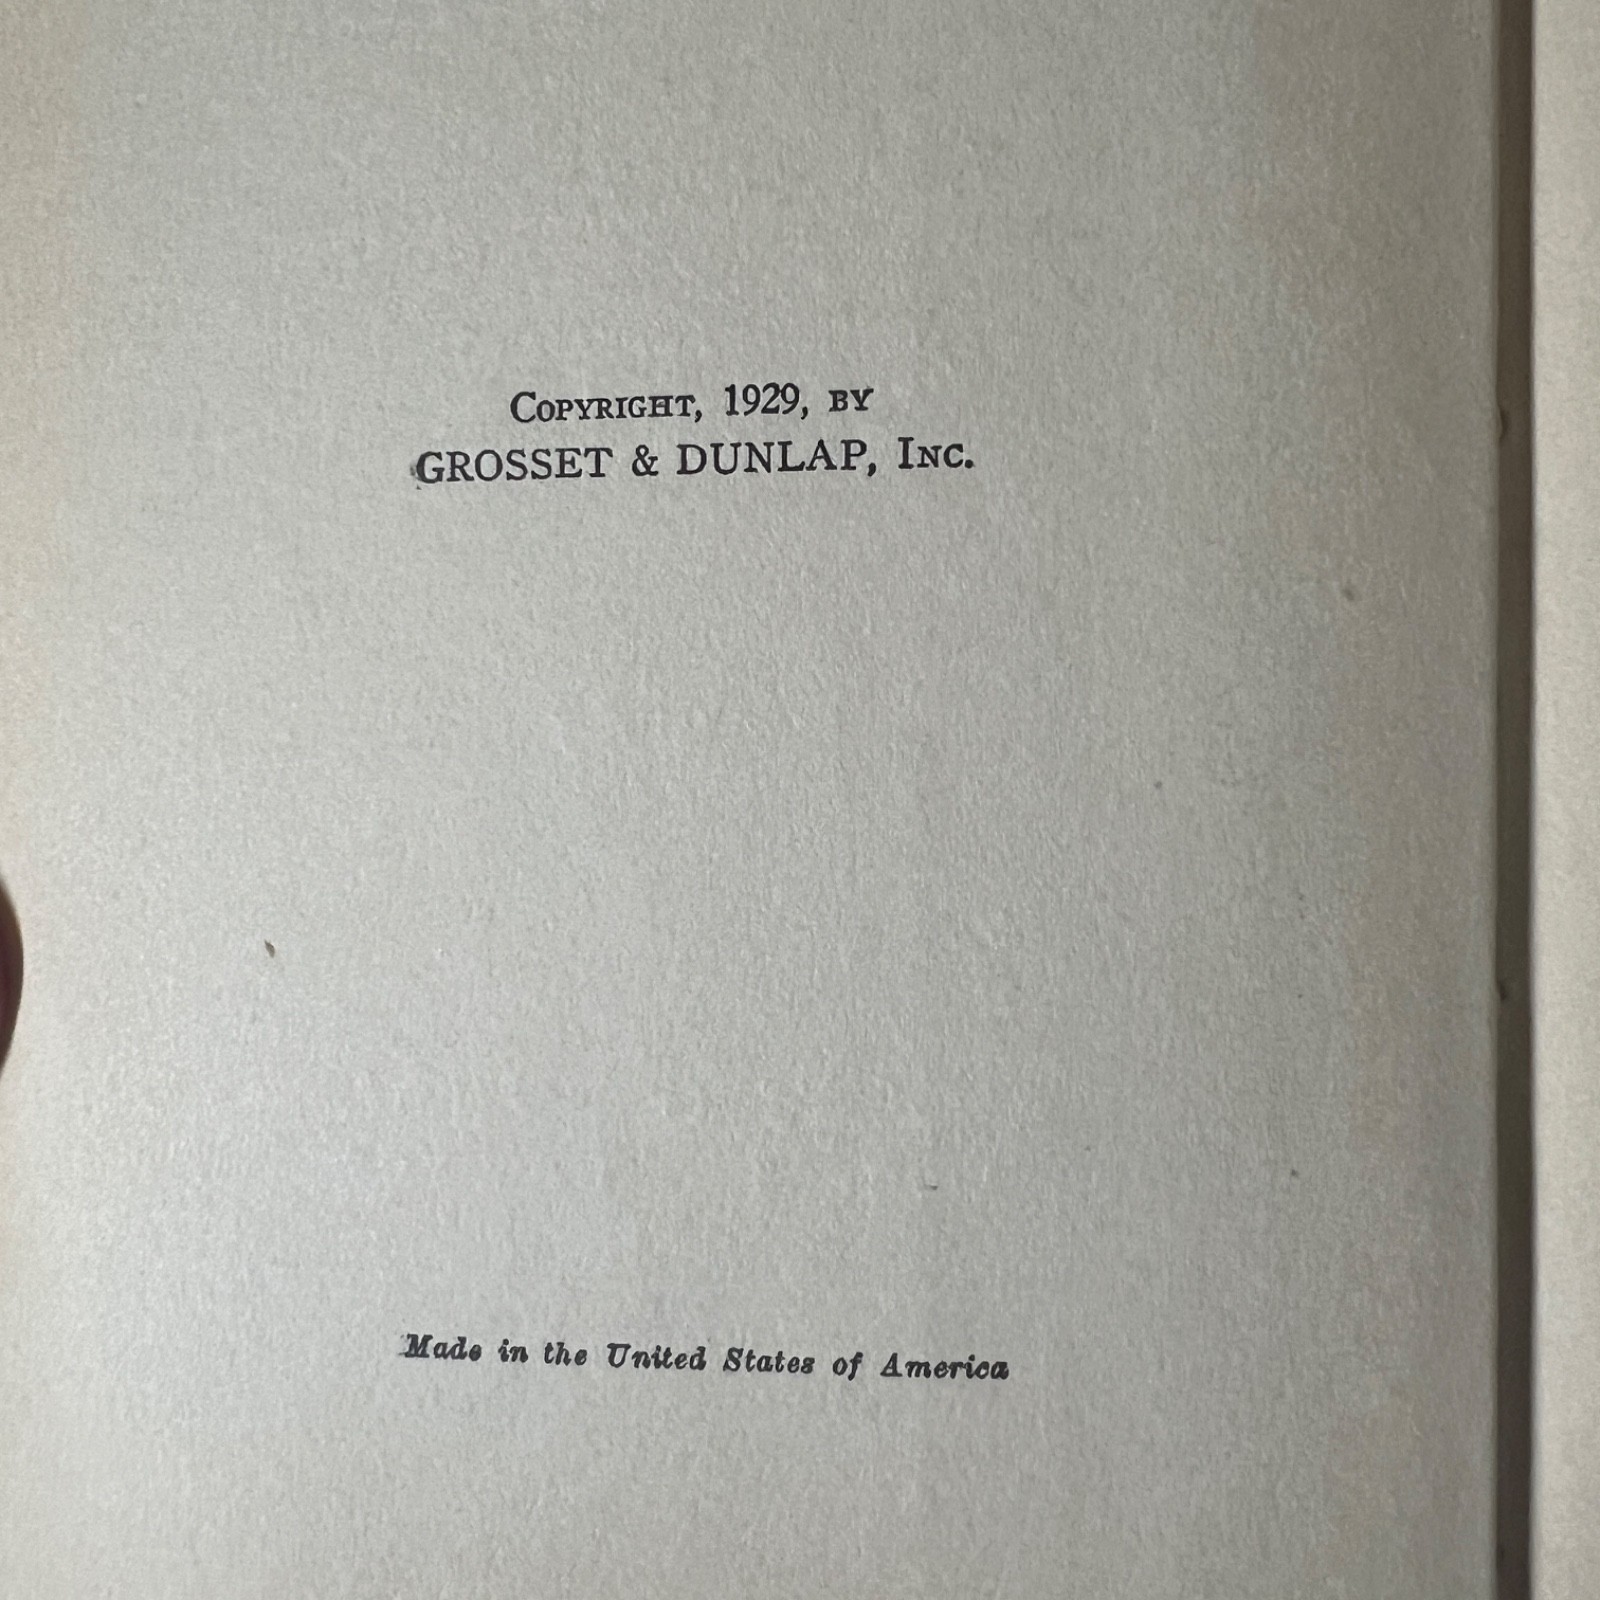 COPYRIGHT, 1929, BY
GROSSET & DUNLAP, INC.
Made in the United States of America